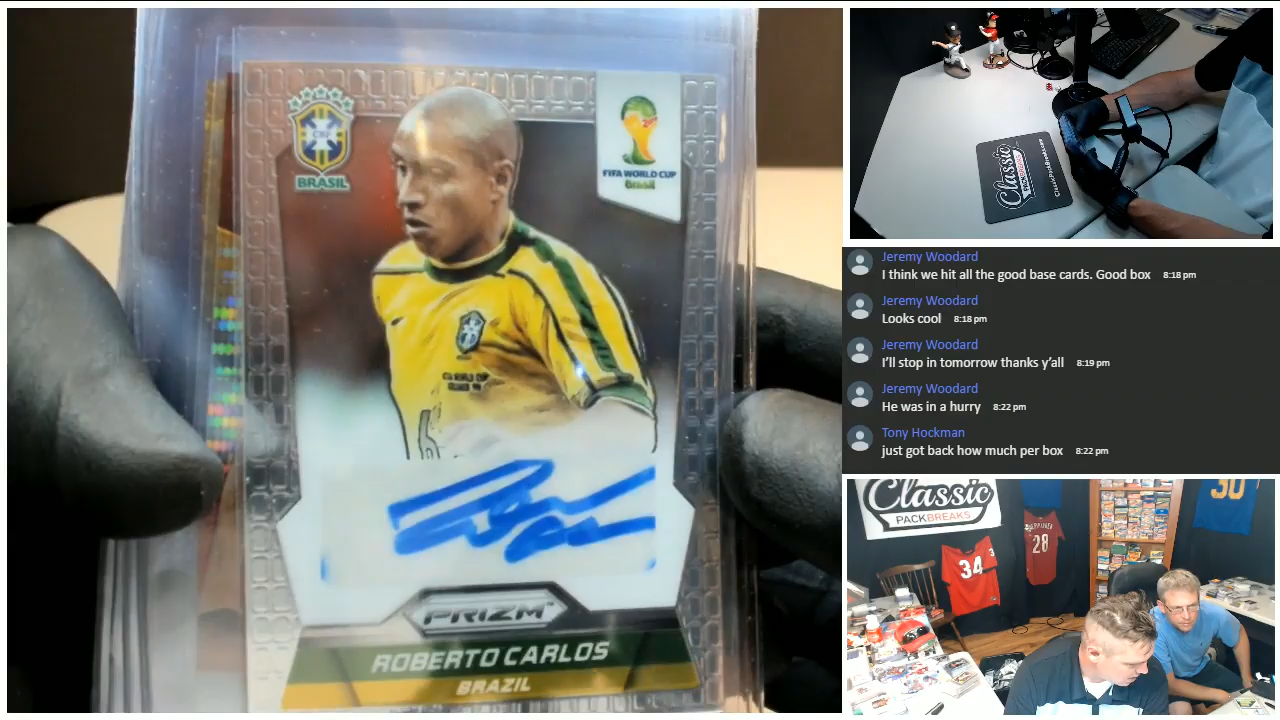 BRASIL
FIFA WORLD CUP
Brasil
PRIZM
ROBERTO CARLOS
BRAZIL
Classic
PACK BREAKS
Jeremy Woodard
I think we hit all the good base cards. Good box 8:18 pm
Jeremy Woodard
Looks cool 8:18 pm
Jeremy Woodard
I'll stop in tomorrow thanks y'all 8:19 pm
Jeremy Woodard
He was in a hurry 8:22 pm
Tony Hockman
just got back how much per box 8:22 pm
Classic
PACKBREAKS
34
28
30